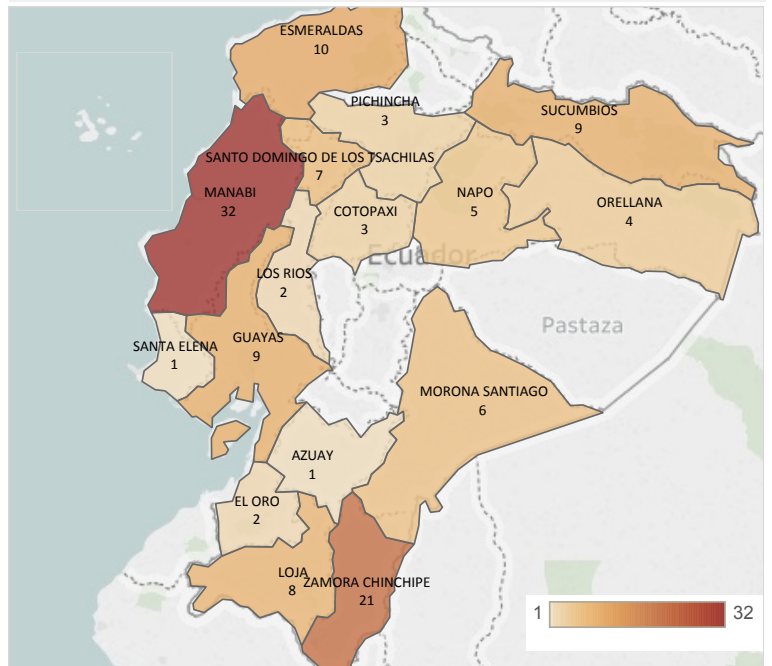 ESMERALDAS
10
PICHINCHA
3
SUCUMBIOS
9
SANTO DOMINGO DE LOS TSACHILAS
7
MANABI
32
NAPO
5
COTOPAXI
3
ORELLANA
4
Ecuador
LOS RIOS
2
Pastaza
SANTA ELENA
1
GUAYAS
9
MORONA SANTIAGO
6
AZUAY
1
EL ORO
2
LOJA
8
ZAMORA CHINCHIPE
21
1 32